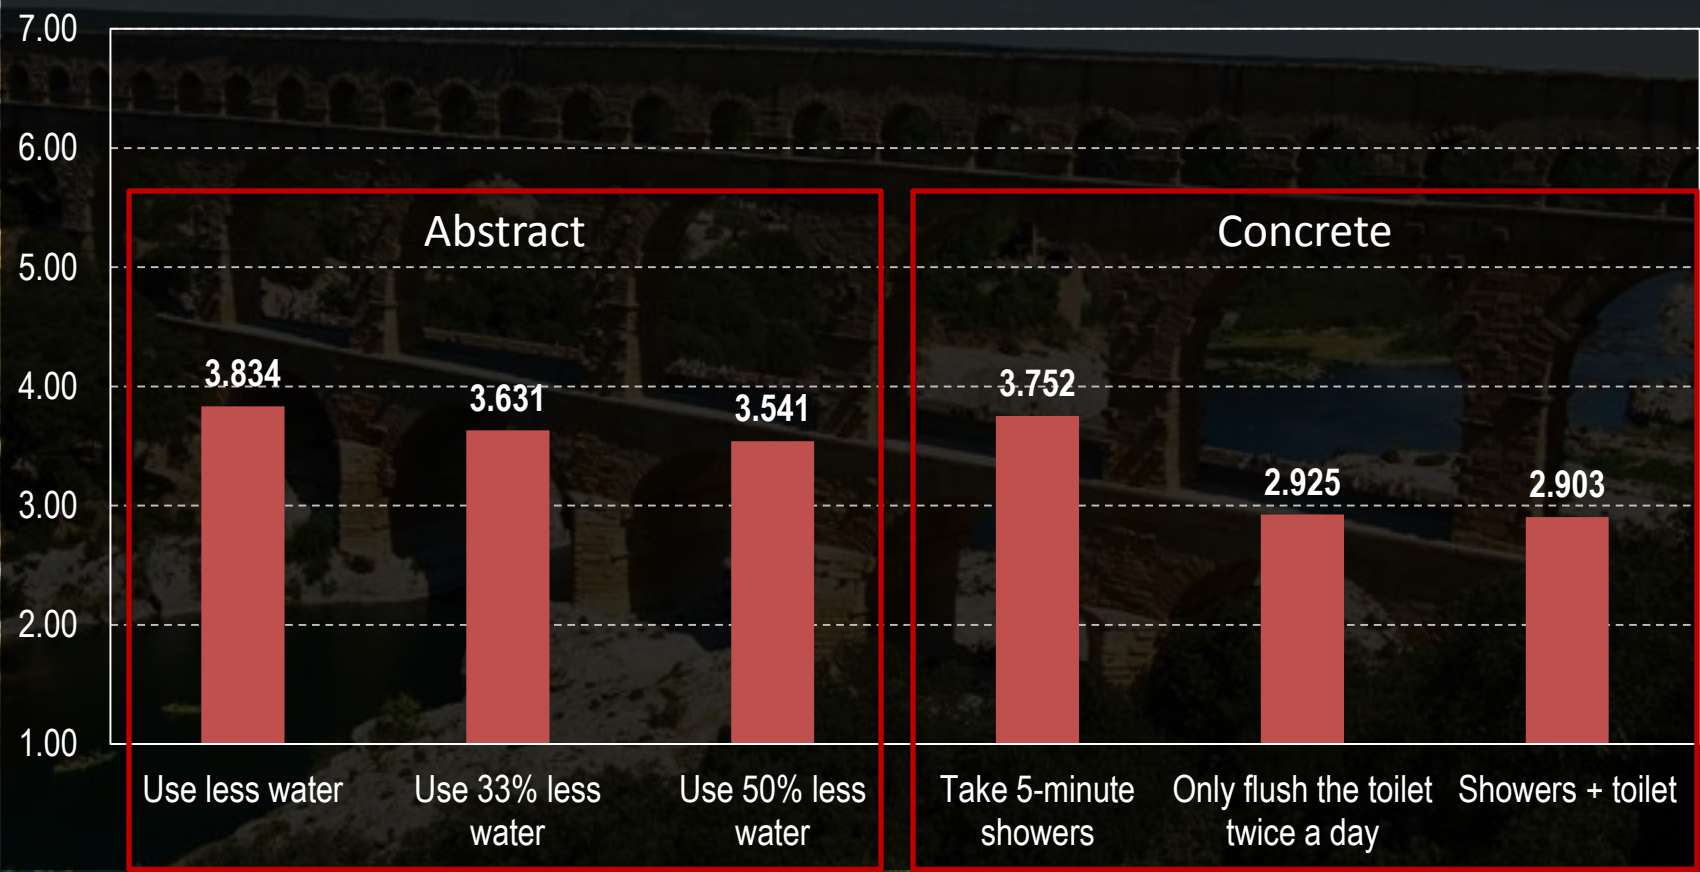 7.00
6.00
5.00
4.00
3.00
2.00
1.00
Abstract
Concrete
3.834
3.631
3.541
3.752
2.925
2.903
Use less water
Use 33% less
water
Use 50% less
water
Take 5-minute
showers
Only flush the toilet
twice a day
Showers + toilet